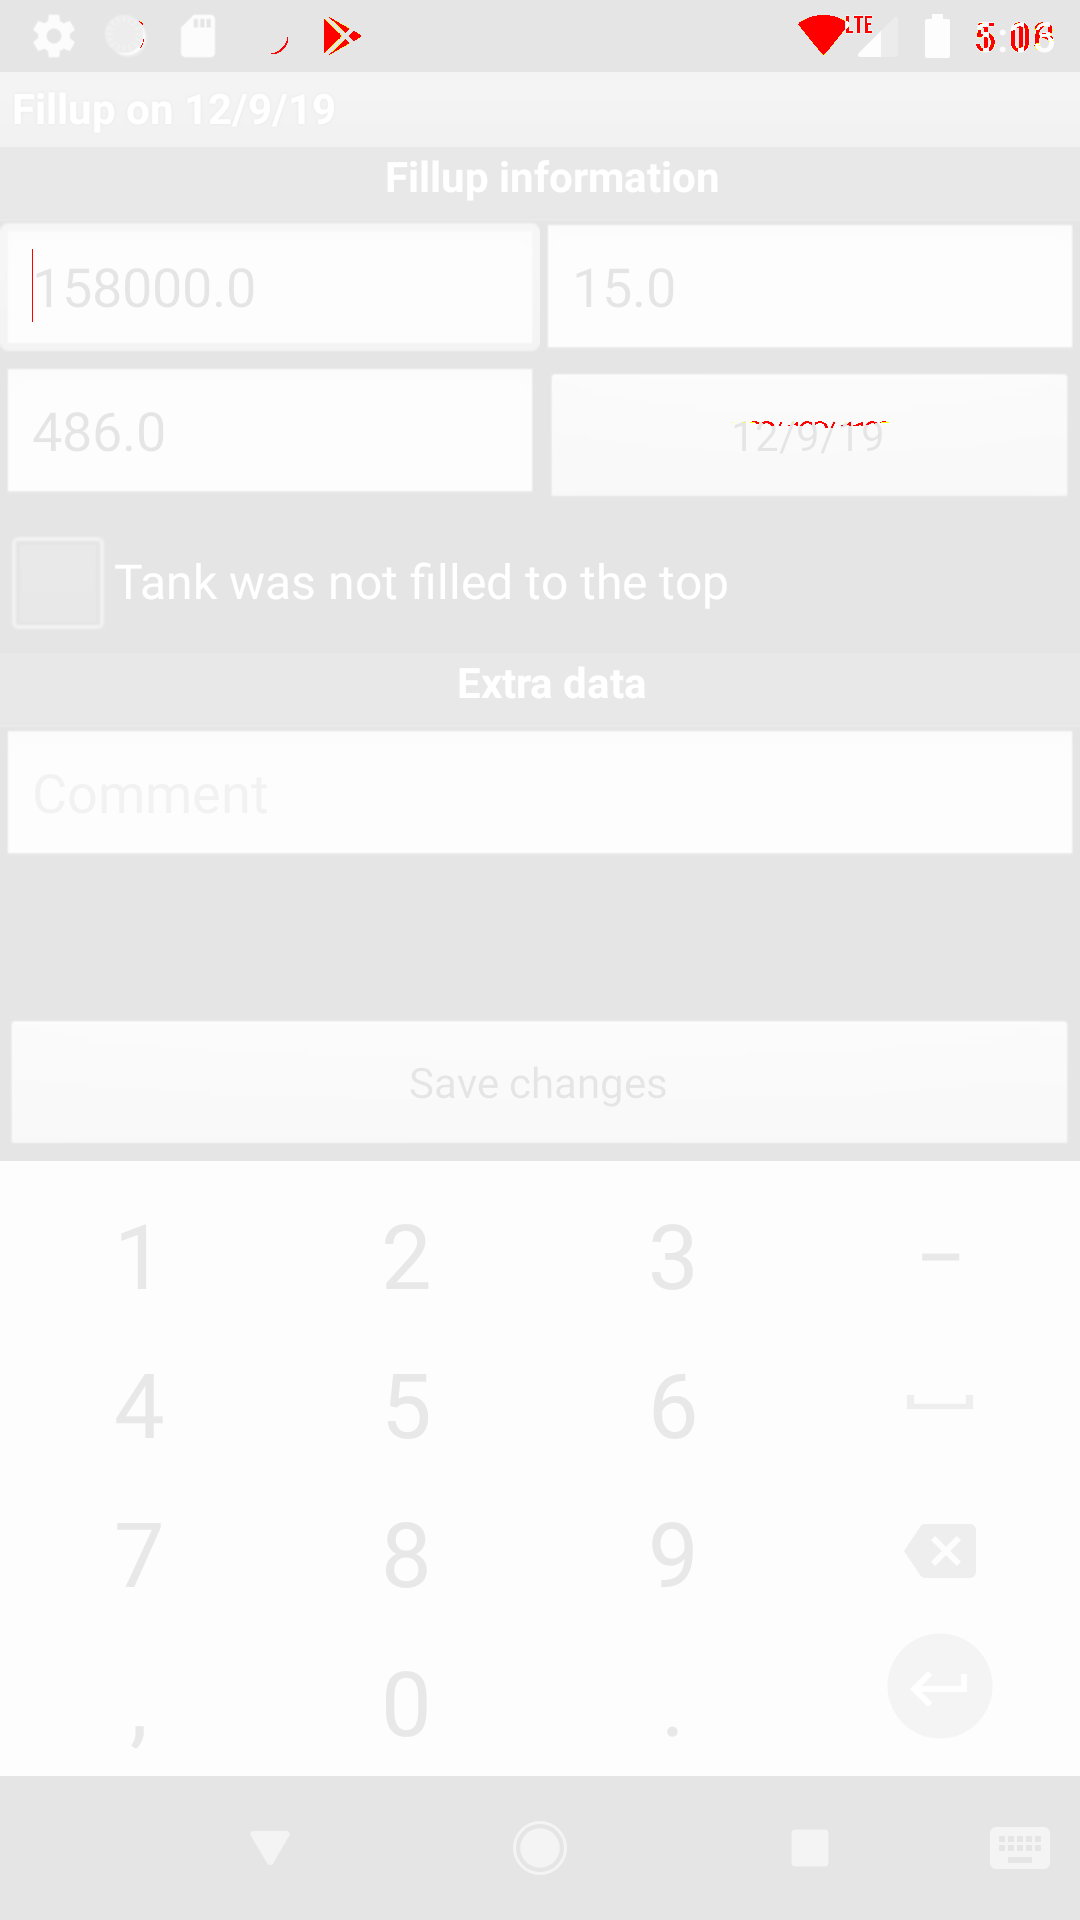 LTE
Fillup on 12/9/19
Fillup information
158000.0
15.0
486.0
12/9/19
Tank was not filled to the top
Extra data
Comment
Save changes
1 2 3 –
4 5 6
7 8 9
, 0 .